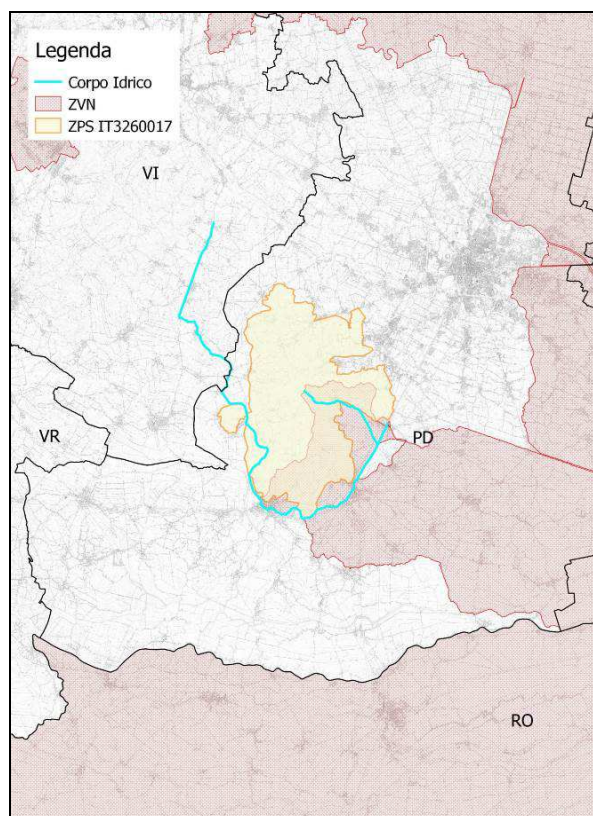 Legenda
Corpo Idrico
ZVN
ZPS IT3260017
VI
VR
PD
RO